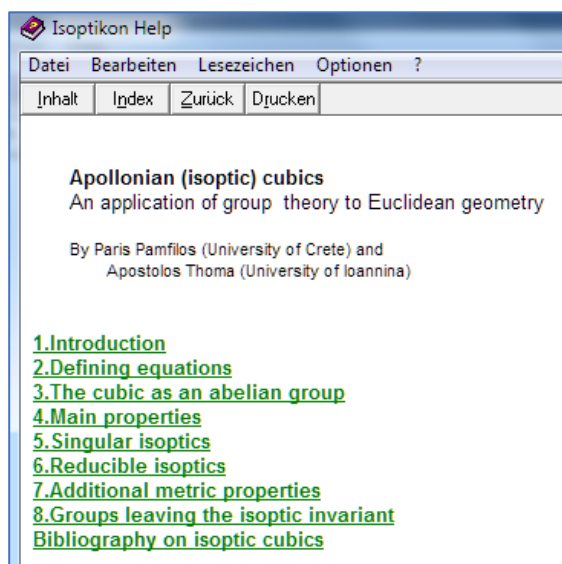 Isoptikon Help
Datei Bearbeiten Lesezeichen Optionen ?
Inhalt Index Zurück Drucken
Apollonian (isoptic) cubics
An application of group theory to Euclidean geometry
By Paris Pamfilos (University of Crete) and
Apostolos Thoma (University of Ioannina)
1.Introduction
2.Defining equations
3.The cubic as an abelian group
4.Main properties
5.Singular isoptics
6.Reducible isoptics
7.Additional metric properties
8.Groups leaving the isoptic invariant
Bibliography on isoptic cubics